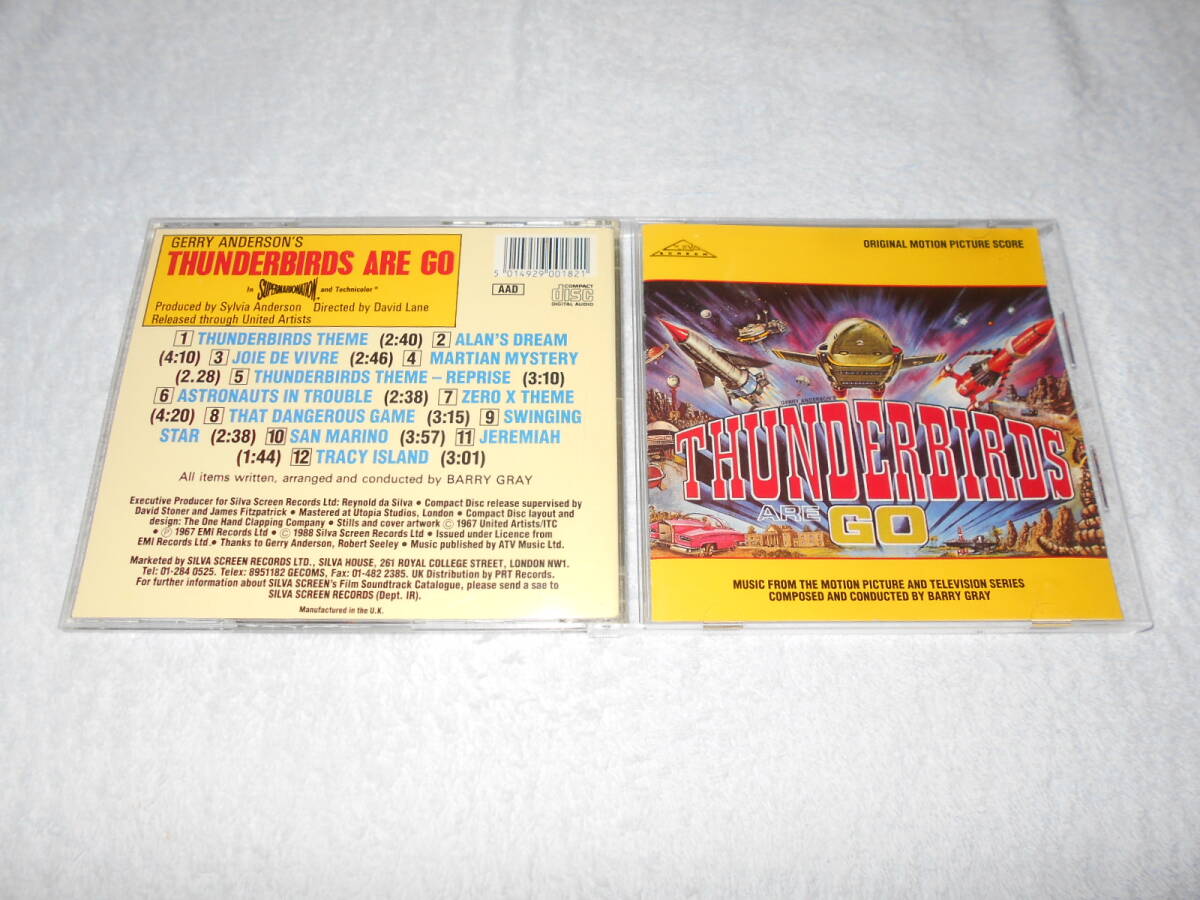 GERRY ANDERSON'S
THUNDERBIRDS ARE GO
In SUPERMARIONATION and Technicolor®
Produced by Sylvia Anderson Directed by David Lane
Released through United Artists
5 014929 001821
AAD
COMPACT
disc
DIGITAL AUDIO
1 THUNDERBIRDS THEME (2:40) 2 ALAN'S DREAM
(4:10) 3 JOIE DE VIVRE (2:46) 4 MARTIAN MYSTERY
(2.28) 5 THUNDERBIRDS THEME – REPRISE (3:10)
6 ASTRONAUTS IN TROUBLE (2:38) 7 ZERO X THEME
(4:20) 8 THAT DANGEROUS GAME (3:15) 9 SWINGING
STAR (2:38) 10 SAN MARINO (3:57) 11 JEREMIAH
(1:44) 12 TRACY ISLAND (3:01)
All items written, arranged and conducted by BARRY GRAY
Executive Producer for Silva Screen Records Ltd: Reynold da Silva • Compact Disc release supervised by
David Stoner and James Fitzpatrick • Mastered at Utopia Studios, London • Compact Disc layout and
design: The One Hand Clapping Company • Stills and cover artwork © 1967 United Artists/ITC
• ℗ 1967 EMI Records Ltd • © 1988 Silva Screen Records Ltd • Issued under Licence from
EMI Records Ltd • Thanks to Gerry Anderson, Robert Seeley • Music published by ATV Music Ltd.
Marketed by SILVA SCREEN RECORDS LTD., SILVA HOUSE, 261 ROYAL COLLEGE STREET, LONDON NW1.
Tel: 01-284 0525. Telex: 8951182 GECOMS, Fax: 01-482 2385. UK Distribution by PRT Records.
For further information about SILVA SCREEN's Film Soundtrack Catalogue, please send a sae to
SILVA SCREEN RECORDS (Dept. IR).
Manufactured in the U.K.
SILVA
SCREEN
ORIGINAL MOTION PICTURE SCORE
2
GERRY ANDERSON'S
THUNDERBIRDS
ARE GO
MUSIC FROM THE MOTION PICTURE AND TELEVISION SERIES
COMPOSED AND CONDUCTED BY BARRY GRAY